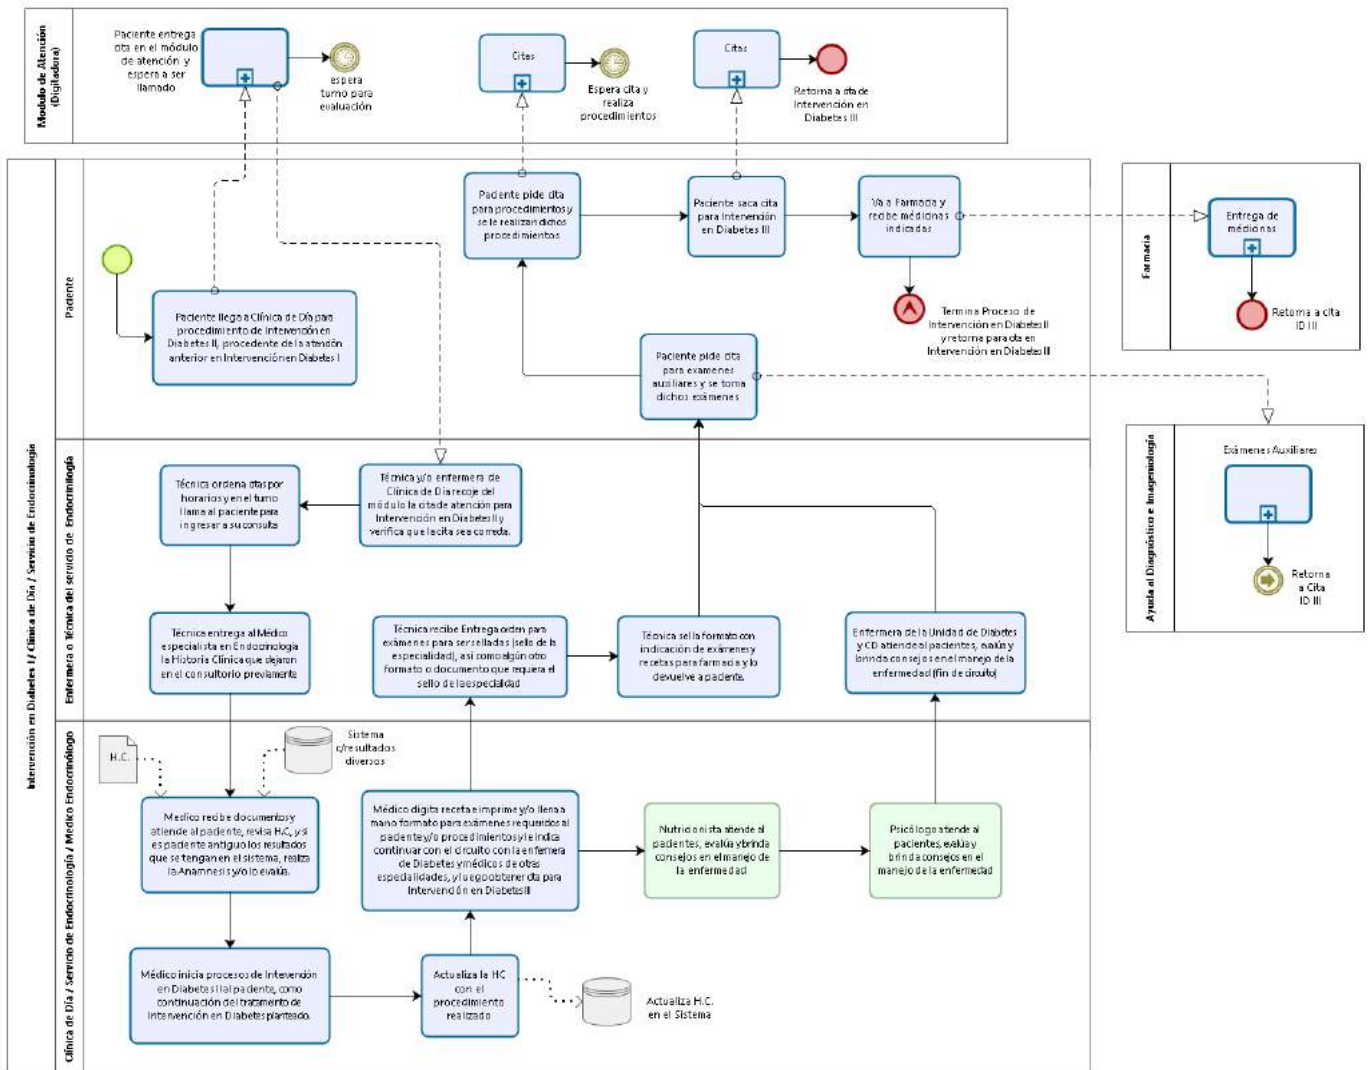 Modulo de Atención
(Digitadora)
Paciente entrega
cita en el módulo
de atención y
espera a ser
llamado
espera
turno para
evaluación
Citas
Espera cita y
realiza
procedimientos
Citas
Retorna a cita de
Intervención en
Diabetes III
Intervención en Diabetes I / Clínica de Día / Servicio de Endocrinología
Paciente
Paciente llega a Clínica de Día para
procedimiento de Intervención en
Diabetes II, procedente de la atención
anterior en Intervención en Diabetes I
Paciente pide cita
para procedimientos y
se le realizan dichos
procedimientos
Paciente saca cita
para Intervención
en Diabetes III
Va a Farmacia y
recibe médicinas
indicadas
Termina Proceso de
Intervención en Diabetes II
y retorna para cita en
Intervención en Diabetes III
Paciente pide cita
para examenes
auxiliares y se toma
dichos exámenes
Farmacia
Entrega de
médicinas
Retorna a cita
ID III
Ayuda al Diagnóstico e Imageniología
Exámenes Auxiliares
Retorna
a Cita
ID III
Enfermera o Técnica del servicio de Endocrinilogía
Técnica ordena citas por
horarios y en el turno
llama al paciente para
ingresar a su consulta
Técnica y/o enfermera de
Clínica de Día recoje del
módulo la cita de atención para
Intervención en Diabetes II y
verifica que la cita sea correcta.
Técnica entrega al Médico
especialista en Endocrinología
la Historia Clínica que dejaron
en el consultorio previamente
Técnica recibe Entrega orden para
exámenes para ser selladas (sello de la
especialidad), así como algún otro
formato o documento que requiera el
sello de la especialidad
Técnica sella formato con
indicación de exámenes y
recetas para farmacia y lo
devuelve a paciente.
Enfermera de la Unidad de Diabetes
y CD atiende al pacientes, evalúa y
brinda consejos en el manejo de la
enfermedad (fin de circuito)
Clínica de Día / Servicio de Endocrinología / Medico Endocrinólogo
H.C.
Sistema
c/resultados
diversos
Medico recibe documentos y
atiende al paciente, revisa H.C, y si
es paciente antiguo los resultados
que se tengan en el sistema, realiza
la Anamnesis y/o lo evalúa.
Médico digita receta e imprime y/o llena a
mano formato para exámenes requeridos al
paciente y/o procedimientos y le indica
continuar con el circuito con la enfermera
de Diabetes y médicos de otras
especialidades, y luego obtener cita para
Intervención en Diabetes III
Nutricionista atiende al
pacientes, evalúa y brinda
consejos en el manejo de
la enfermedad
Psicólogo atiende al
pacientes, evalúa y
brinda consejos en el
manejo de la enfermedad
Médico inicia procesos de Intervención
en Diabetes II al paciente, como
continuación del tratamiento de
Intervención en Diabetes planteado.
Actualiza la HC
con el
procedimiento
realizado
Actualiza H.C.
en el Sistema